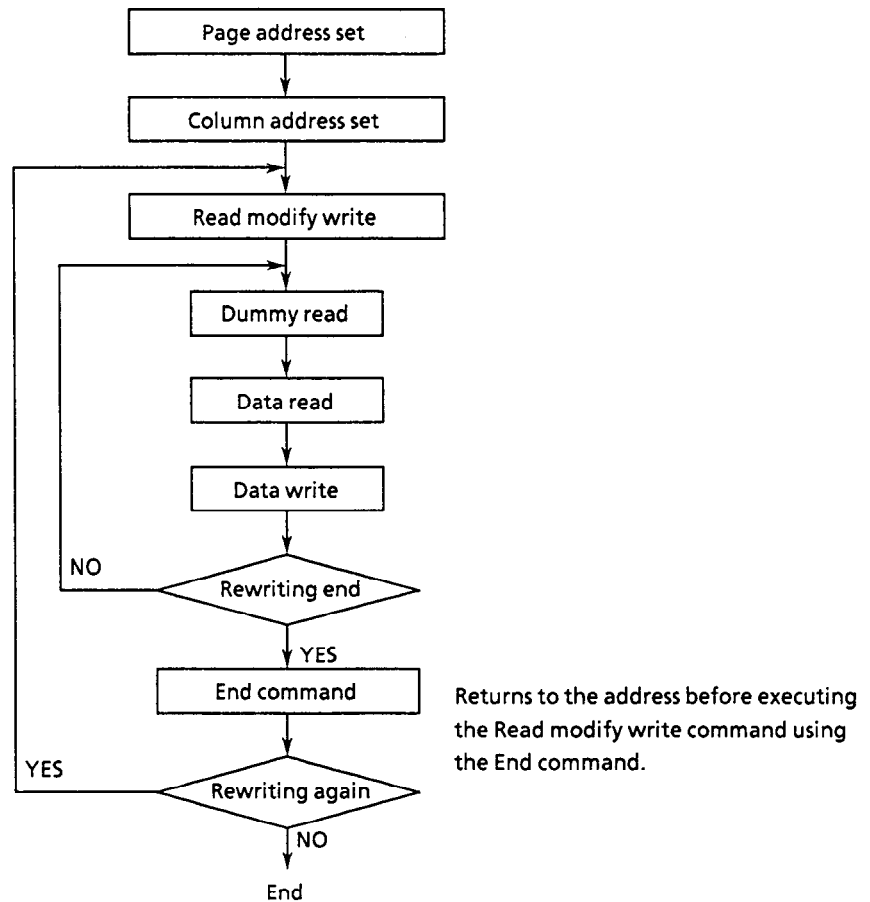 Page address set
Column address set
Read modify write
Dummy read
Data read
Data write
NO
Rewriting end
YES
End command
Returns to the address before executing
the Read modify write command using
the End command.
YES
Rewriting again
NO
End